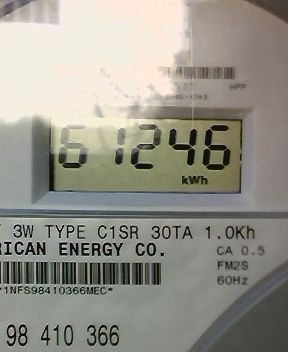 61246
kWh
3W TYPE C1SR 30TA 1.0Kh
RICAN ENERGY CO.
CA 0.5
FM2S
60Hz
*1NFS98410366MEC*
98 410 366